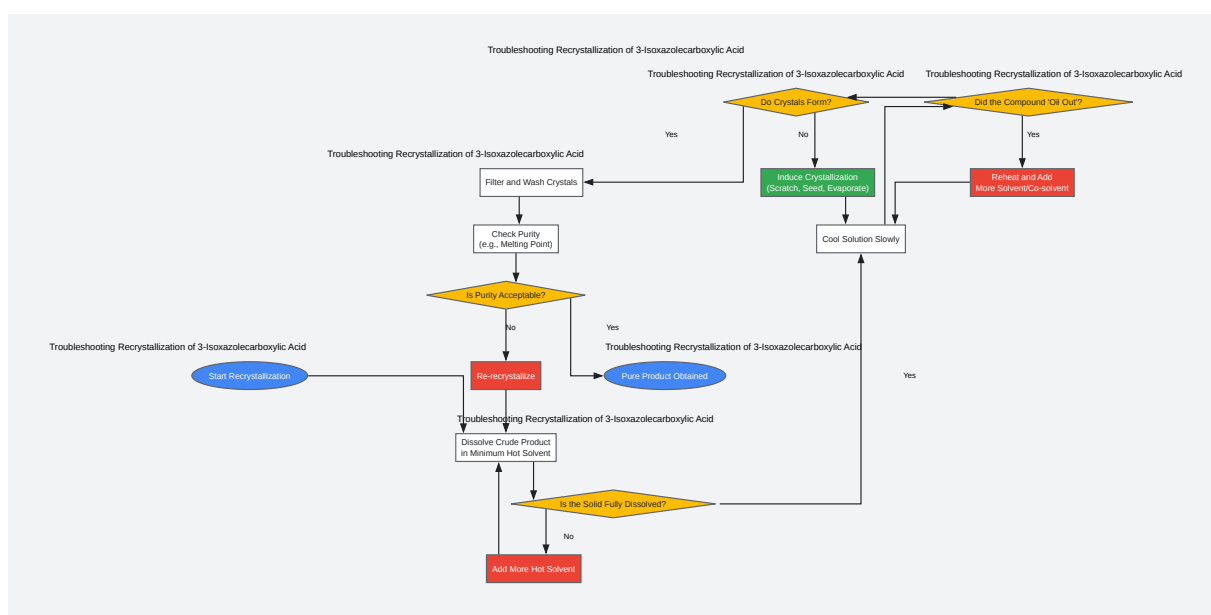 Troubleshooting Recrystallization of 3-Isoxazolecarboxylic Acid
Troubleshooting Recrystallization of 3-Isoxazolecarboxylic Acid
Troubleshooting Recrystallization of 3-Isoxazolecarboxylic Acid
Do Crystals Form?
Did the Compound 'Oil Out'?
Yes
No
Yes
Troubleshooting Recrystallization of 3-Isoxazolecarboxylic Acid
Filter and Wash Crystals
Induce Crystallization
(Scratch, Seed, Evaporate)
Reheat and Add
More Solvent/Co-solvent
Check Purity
(e.g., Melting Point)
Cool Solution Slowly
Is Purity Acceptable?
No
Yes
Troubleshooting Recrystallization of 3-Isoxazolecarboxylic Acid
Troubleshooting Recrystallization of 3-Isoxazolecarboxylic Acid
Start Recrystallization
Re-recrystallize
Pure Product Obtained
Yes
Troubleshooting Recrystallization of 3-Isoxazolecarboxylic Acid
Dissolve Crude Product
in Minimum Hot Solvent
Is the Solid Fully Dissolved?
No
Add More Hot Solvent